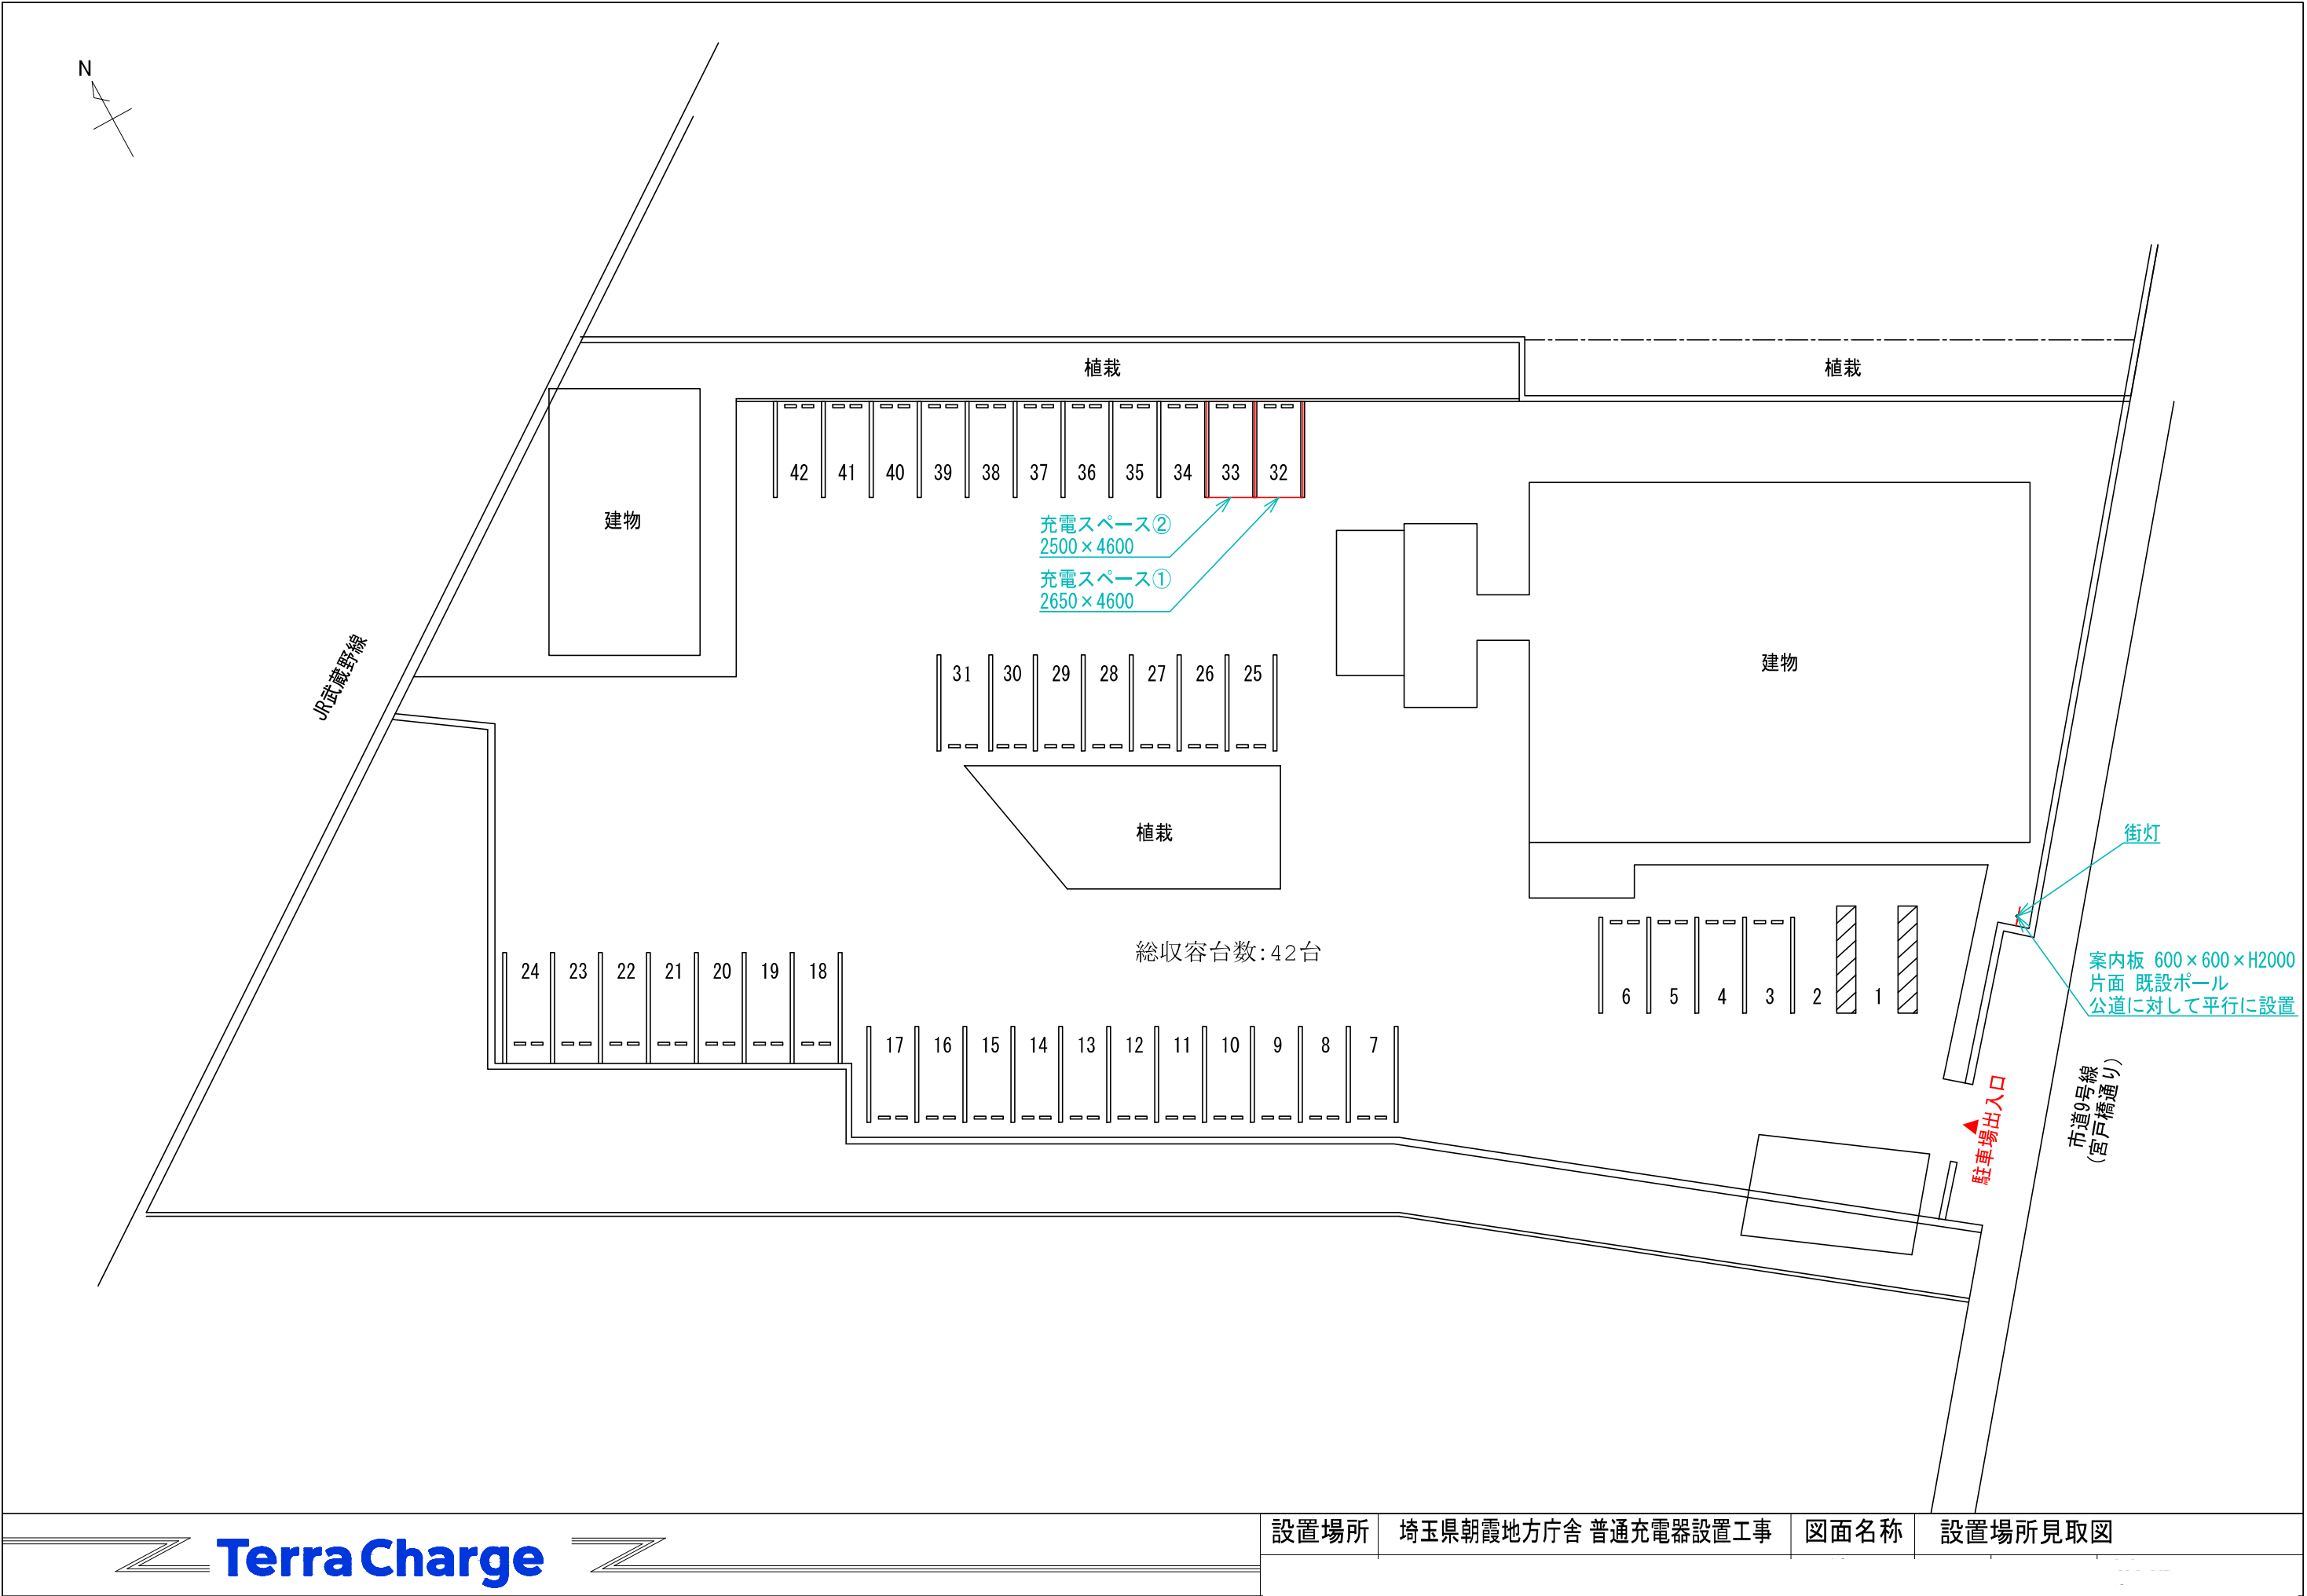 N
植栽
植栽
42 41 40 39 38 37 36 35 34 33 32
建物
充電スペース②
2500×4600
充電スペース①
2650×4600
JR武蔵野線
31 30 29 28 27 26 25
建物
植栽
街灯
総収容台数:42台
案内板 600×600×H2000
片面 既設ポール
公道に対して平行に設置
24 23 22 21 20 19 18
6 5 4 3 2 1
17 16 15 14 13 12 11 10 9 8 7
駐車場出入口
市道9号線
(宮戸橋通り)
Terra Charge
設置場所 埼玉県朝霞地方庁舎 普通充電器設置工事 図面名称 設置場所見取図